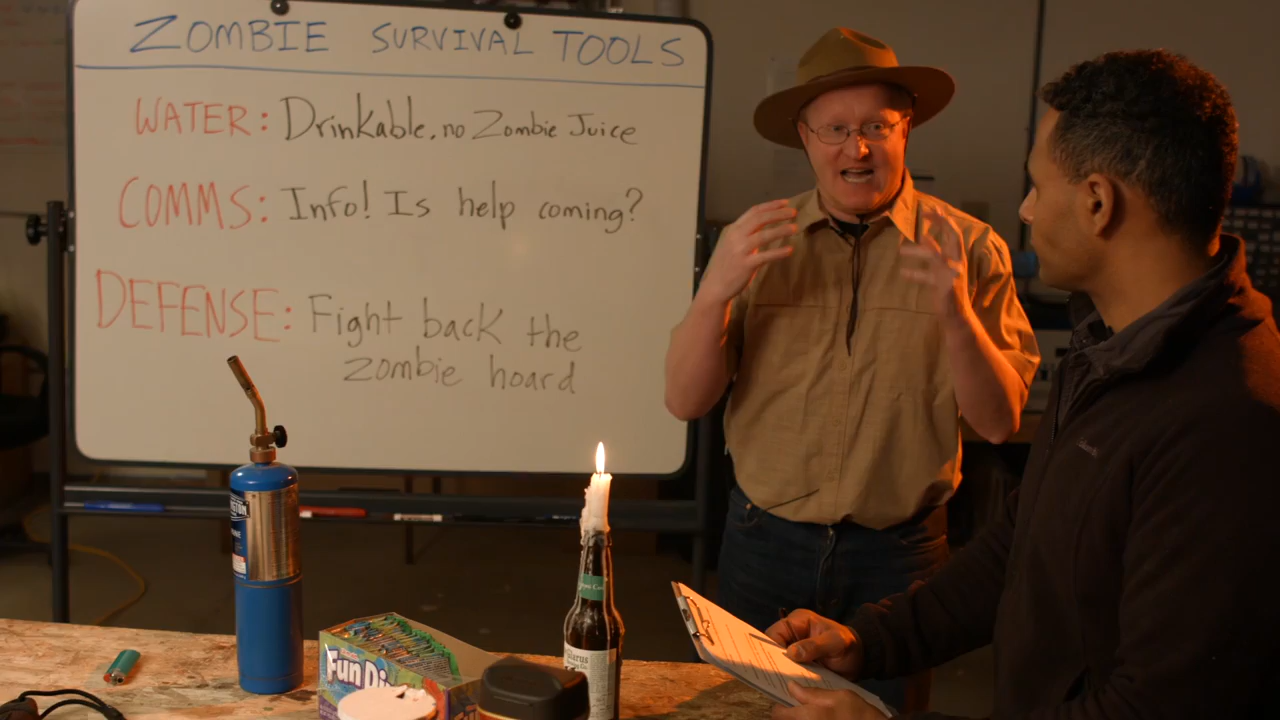 ZOMBIE SURVIVAL TOOLS
WATER: Drinkable, no Zombie Juice
COMMS: Info! Is help coming?
DEFENSE: Fight back the
zombie hoard
Fun Di